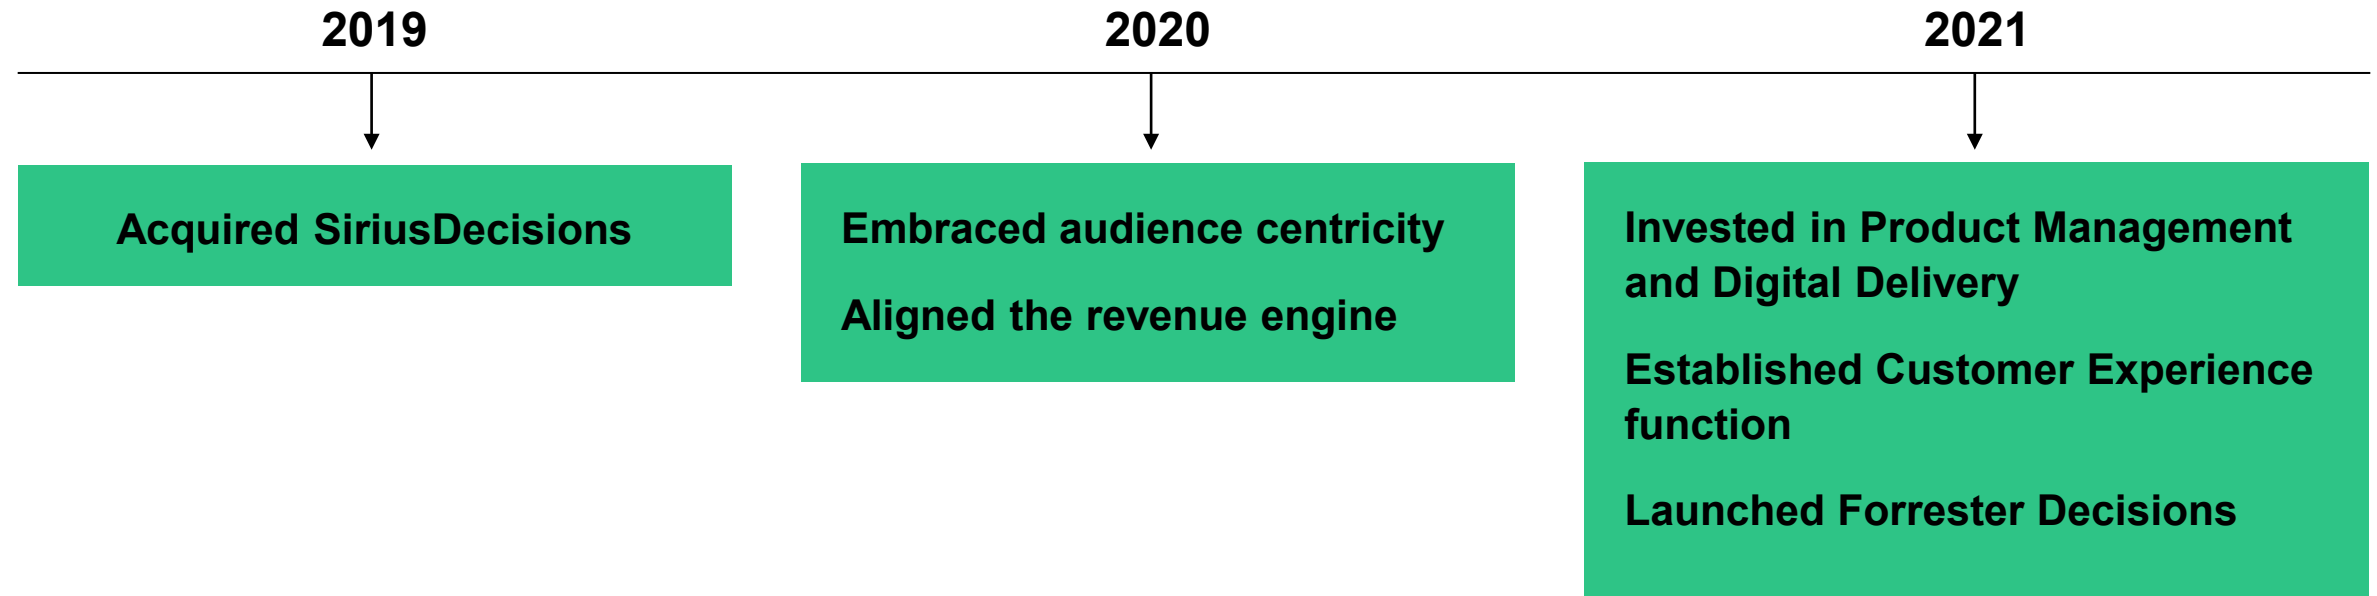 2019
2020
2021
Acquired SiriusDecisions
Embraced audience centricity
Aligned the revenue engine
Invested in Product Management
and Digital Delivery
Established Customer Experience
function
Launched Forrester Decisions